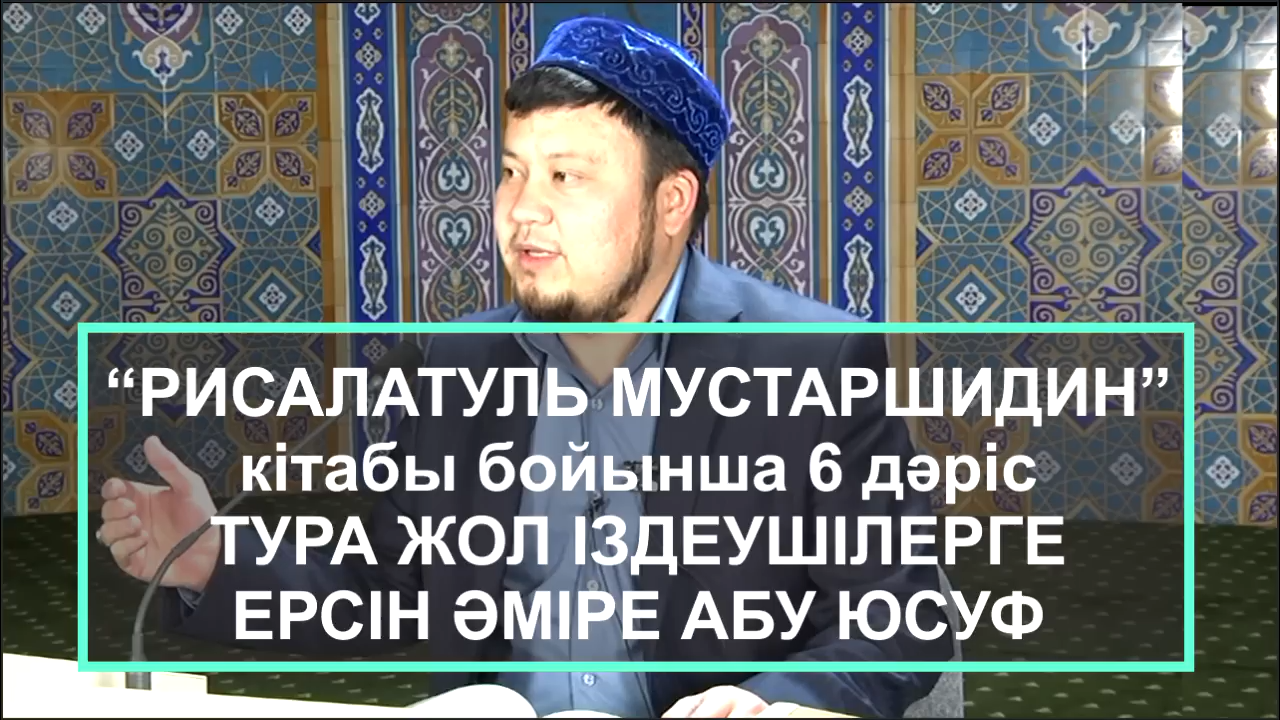 “РИСАЛАТУЛЬ МУСТАРШИДИН”
кітабы бойынша 6 дәріс
ТУРА ЖОЛ ІЗДЕУШІЛЕРГЕ
ЕРСІН ӘМІРЕ АБУ ЮСУФ